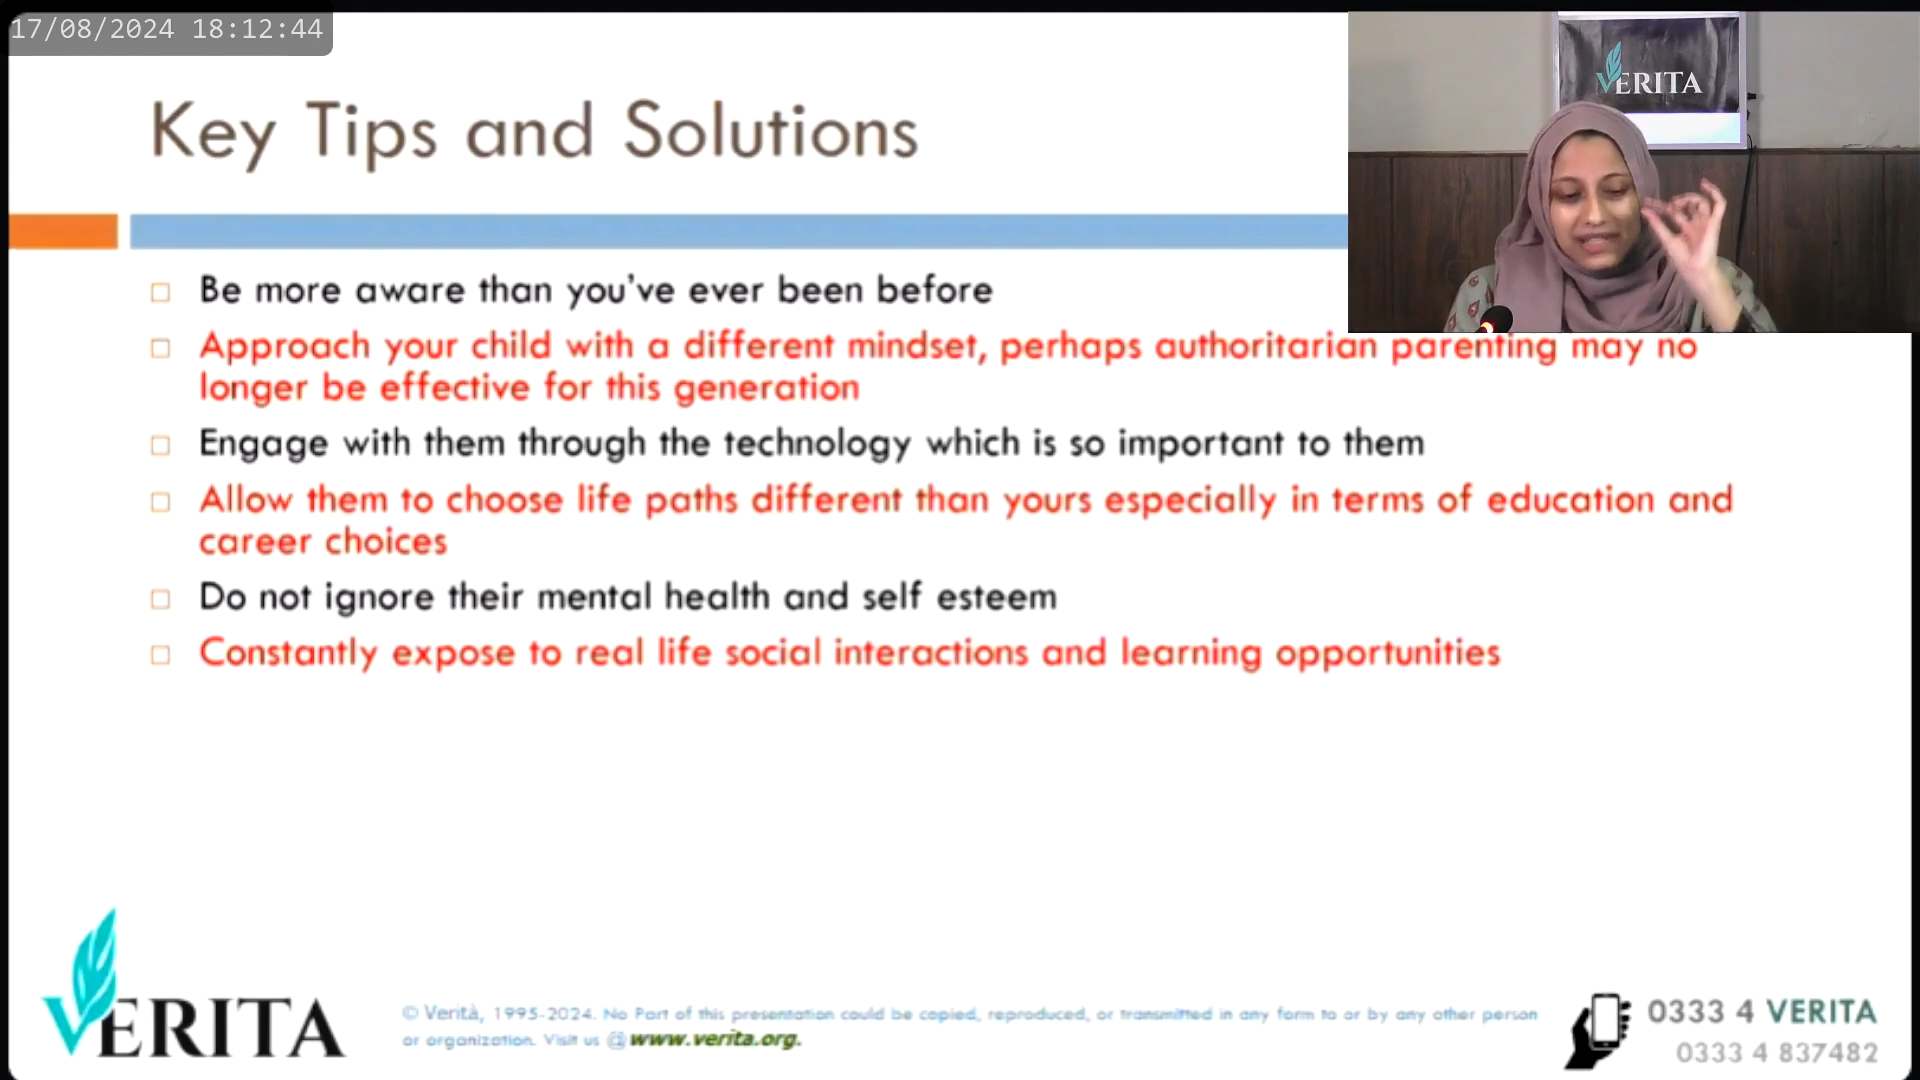 17/08/2024 18:12:44
VERITA
Key Tips and Solutions
Be more aware than you've ever been before
Approach your child with a different mindset, perhaps authoritarian parenting may no
longer be effective for this generation
Engage with them through the technology which is so important to them
Allow them to choose life paths different than yours especially in terms of education and
career choices
Do not ignore their mental health and self esteem
Constantly expose to real life social interactions and learning opportunities
VERITA
© Verità, 1995-2024. No Part of this presentation could be copied, reproduced, or transmitted in any form to or by any other person
or organization. Visit us @www.verita.org.
0333 4 VERITA
0333 4 837482